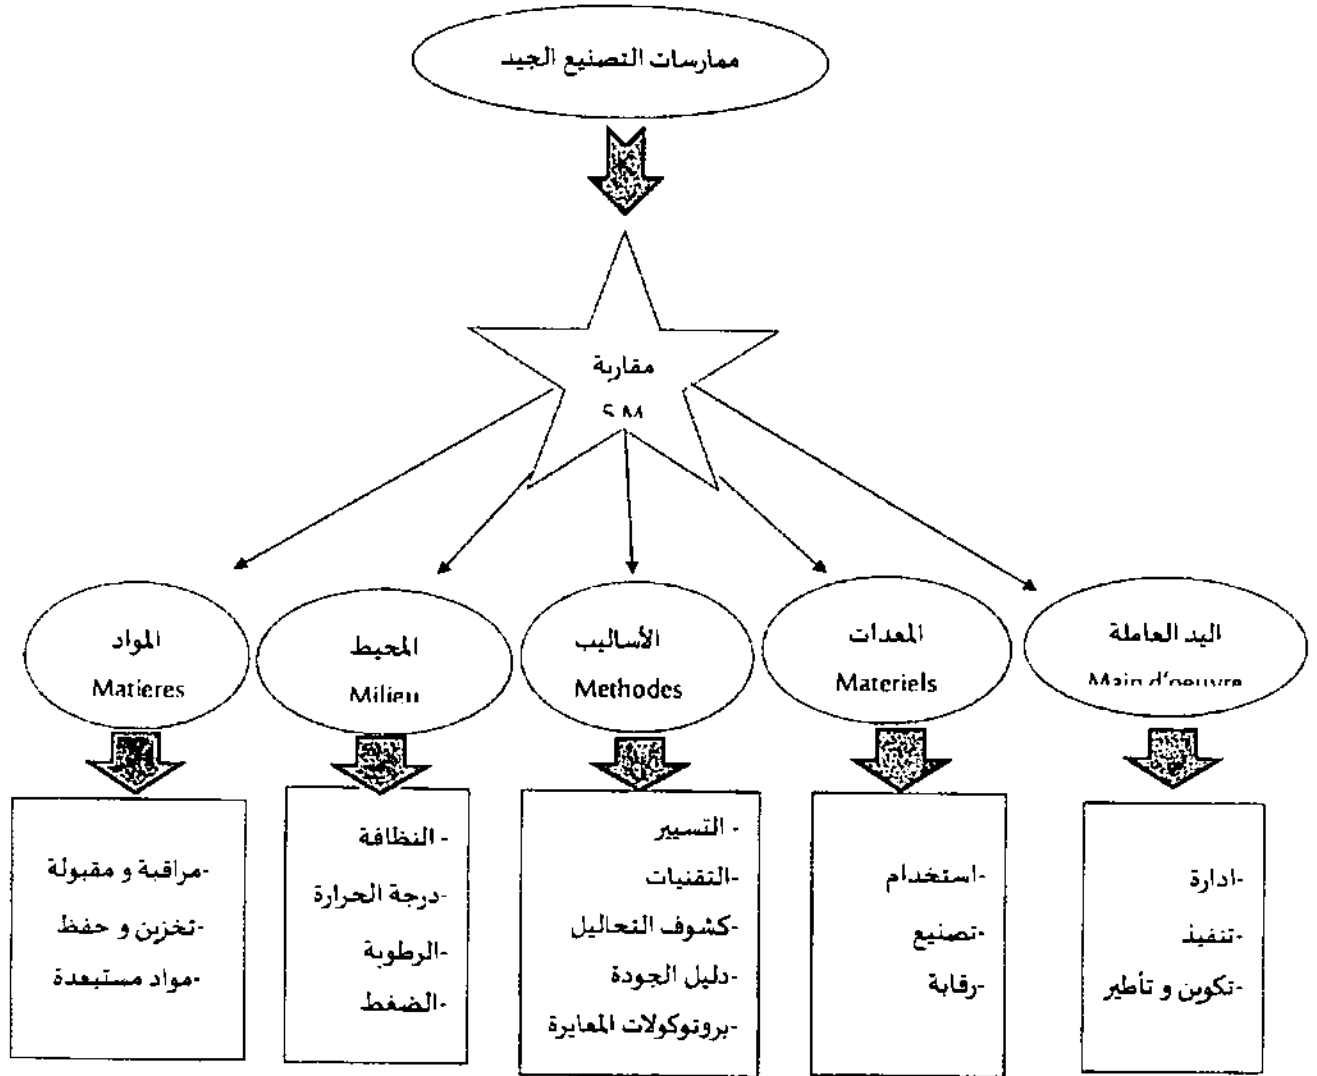 ممارسات التصنيع الجيد
مقاربة
اليد العاملة
Main d'oeuvre
المعدات
Materiels
الأساليب
Methodes
المحيط
Milieu
المواد
Matieres
-ادارة
-تنفيذ
-تكوين و تأطير
-استخدام
-تصنيع
-رقابة
- التسيير
-التقنيات
-كشوف التحاليل
-دليل الجودة
-بروتوكولات المعايرة
- النظافة
-درجة الحرارة
-الرطوبة
-الضغط
-مراقبة و مقبولة
-تخزين و حفظ
-مواد مستبعدة